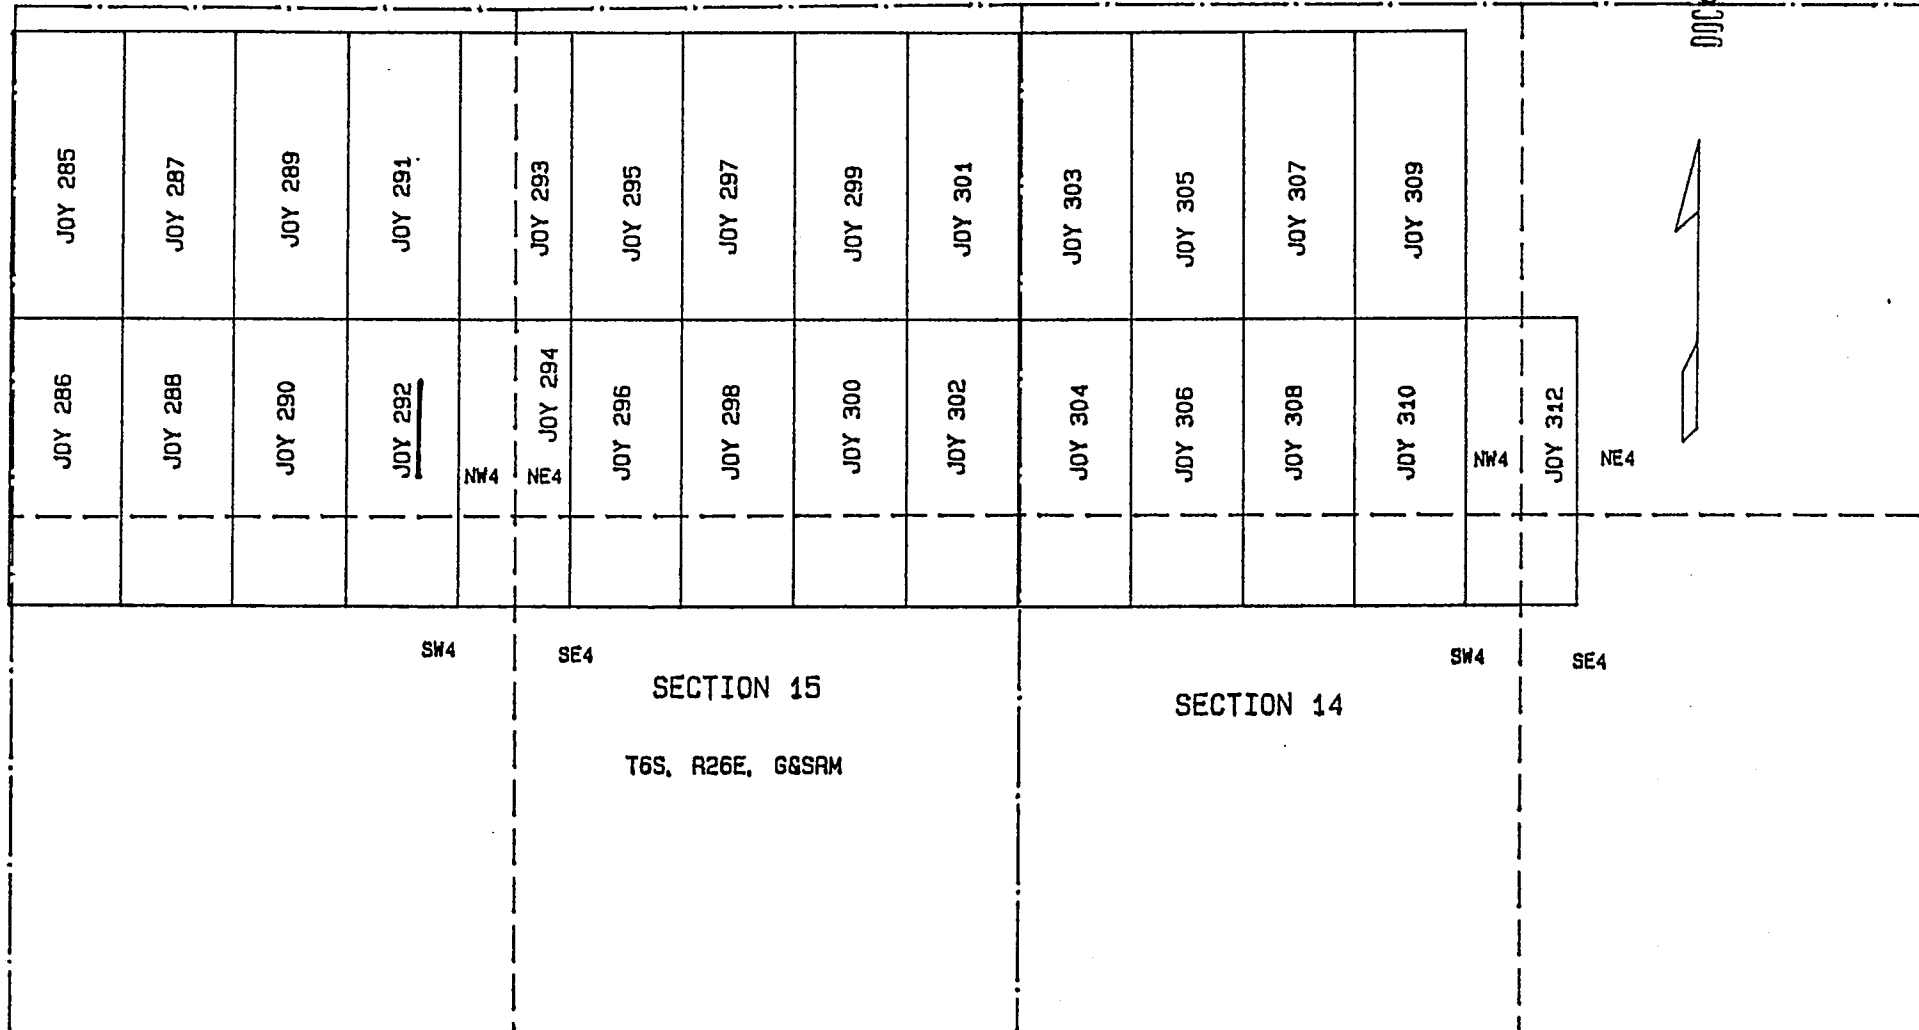 JOY 285
JOY 287
JOY 289
JOY 291
JOY 293
JOY 295
JOY 297
JOY 299
JOY 301
JOY 303
JOY 305
JOY 307
JOY 309
JOY 286
JOY 288
JOY 290
JOY 292
NW4
JOY 294
NE4
JOY 296
JOY 298
JOY 300
JOY 302
JOY 304
JOY 306
JOY 308
JOY 310
NW4
JOY 312
NE4
SW4
SE4
SW4
SE4
SECTION 15
SECTION 14
T6S, R26E, G&SRM